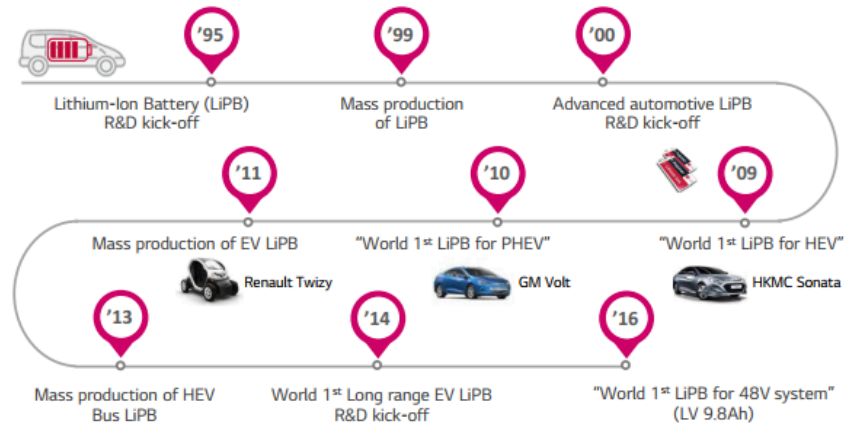 '95
'99
'00
Lithium-Ion Battery (LiPB)
R&D kick-off
Mass production
of LiPB
Advanced automotive LiPB
R&D kick-off
'11
'10
'09
Mass production of EV LiPB
“World 1st LiPB for PHEV”
“World 1st LiPB for HEV”
Renault Twizy
GM Volt
HKMC Sonata
'13
'14
'16
Mass production of HEV
Bus LiPB
World 1st Long range EV LiPB
R&D kick-off
“World 1st LiPB for 48V system”
(LV 9.8Ah)